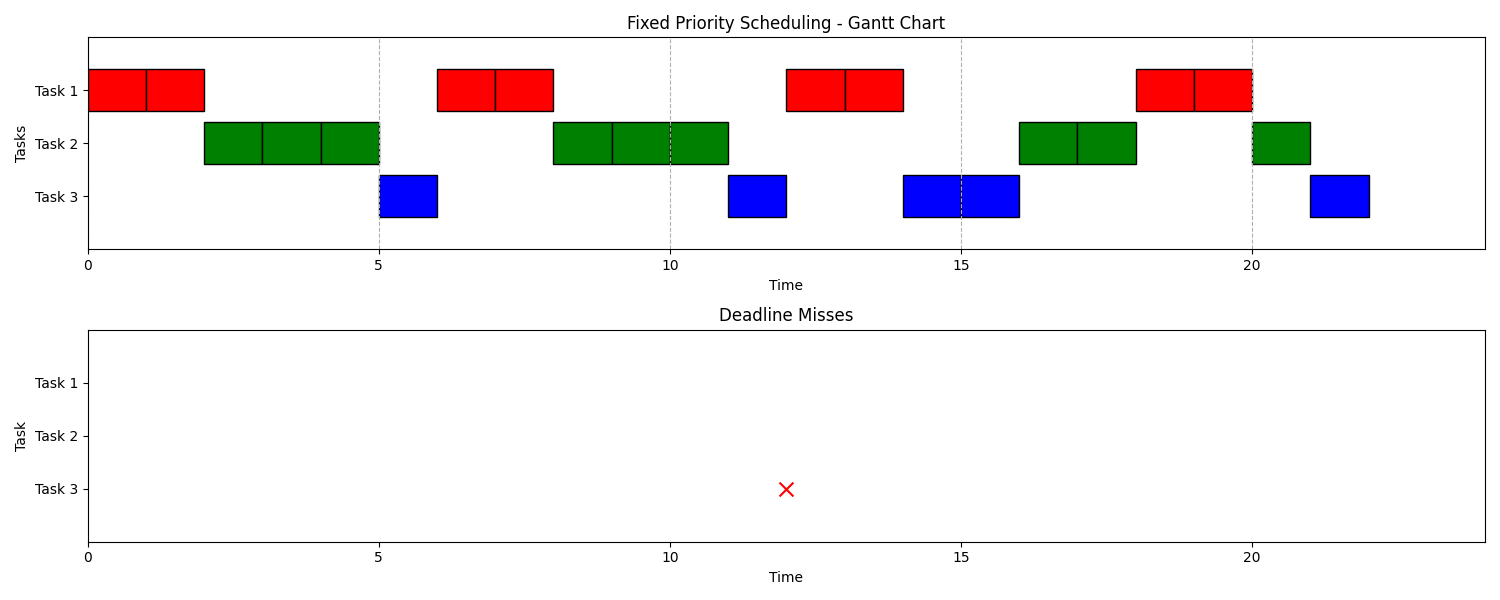 Fixed Priority Scheduling - Gantt Chart
Tasks
Task 1
Task 2
Task 3
0 5 10 15 20
Time
Deadline Misses
Task
Task 1
Task 2
Task 3
0 5 10 15 20
Time